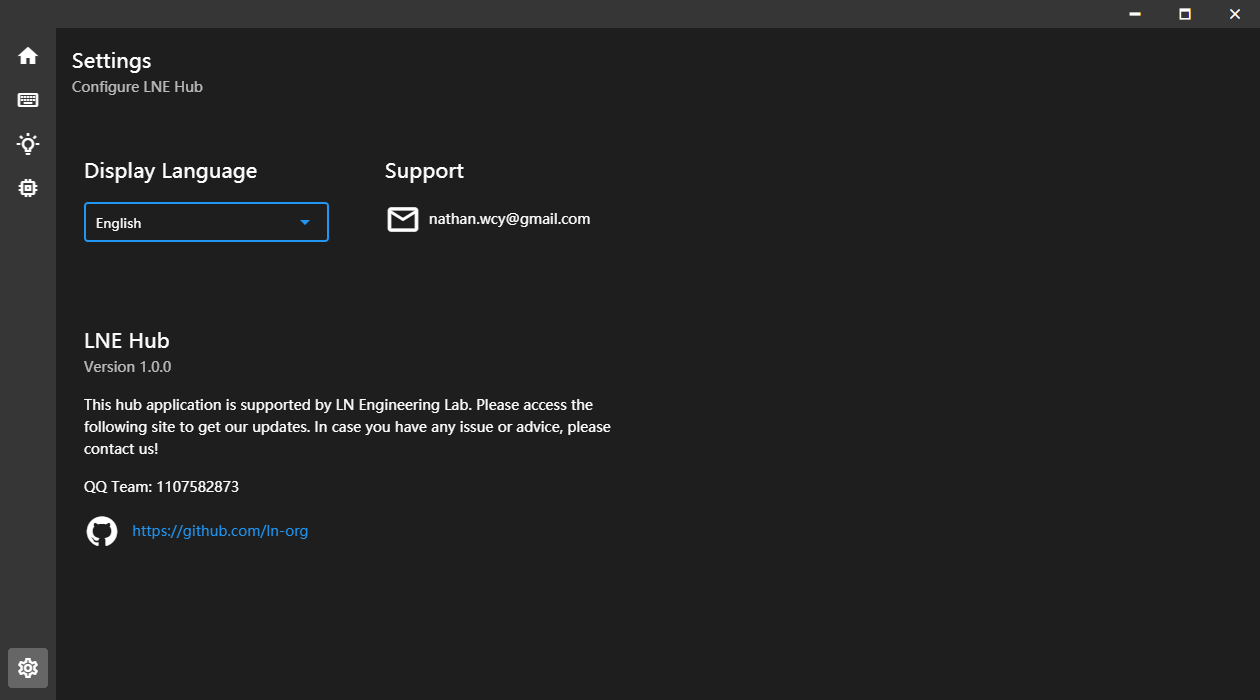 Settings
Configure LNE Hub
Display Language
English
Support
nathan.wcy@gmail.com
LNE Hub
Version 1.0.0
This hub application is supported by LN Engineering Lab. Please access the
following site to get our updates. In case you have any issue or advice, please
contact us!
QQ Team: 1107582873
https://github.com/ln-org